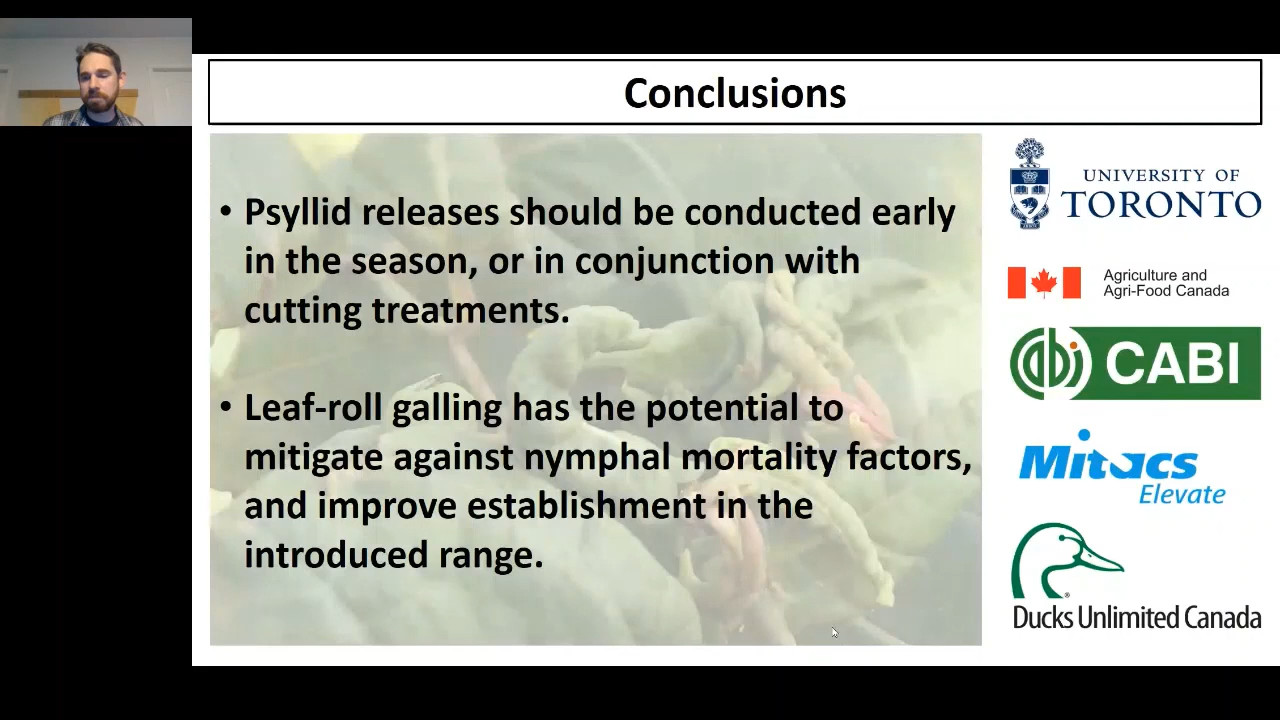 Conclusions
• Psyllid releases should be conducted early
in the season, or in conjunction with
cutting treatments.
• Leaf-roll galling has the potential to
mitigate against nymphal mortality factors,
and improve establishment in the
introduced range.
UNIVERSITY OF
TORONTO
Agriculture and
Agri-Food Canada
cabi CABI
Mitacs
Elevate
Ducks Unlimited Canada